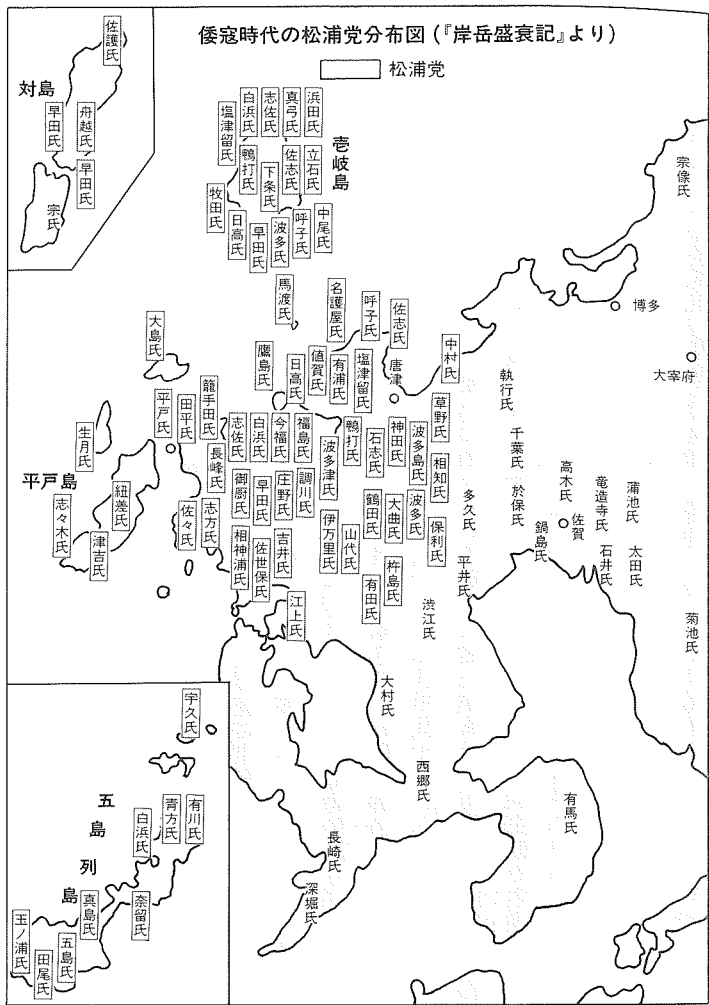 倭寇時代の松浦党分布図(『岸岳盛衰記』より)
松浦党
対島
佐護氏
早田氏
舟越氏
早田氏
宗氏
壱岐島
塩津留氏
白浜氏
志佐氏
真弓氏
浜田氏
鴨打氏
下条氏
佐志氏
立石氏
牧田氏
日高氏
早田氏
波多氏
呼子氏
中尾氏
馬渡氏
宗像氏
博多
大宰府
名護屋氏
呼子氏
佐志氏
唐津
中村氏
大島氏
鷹島氏
日高氏
値賀氏
有浦氏
塩津留氏
執行氏
平戸氏
田平氏
籠手田氏
志佐氏
白浜氏
今福氏
福島氏
鴨打氏
石志氏
神田氏
波多島氏
草野氏
千葉氏
生月氏
長峰氏
波多津氏
相知氏
平戸島
志々木氏
紐差氏
津吉氏
佐々氏
志方氏
御厨氏
早田氏
庄野氏
調川氏
鶴田氏
大曲氏
波多氏
多久氏
於保氏
高木氏
佐賀
竜造寺氏
蒲池氏
相神浦氏
佐世保氏
吉井氏
伊万里氏
山代氏
保利氏
鍋島氏
石井氏
太田氏
有田氏
杵島氏
平井氏
江上氏
渋江氏
菊池氏
大村氏
西郷氏
有馬氏
長崎氏
深堀氏
五島列島
宇久氏
白浜氏
青方氏
有川氏
真島氏
奈留氏
玉ノ浦氏
田尾氏
五島氏